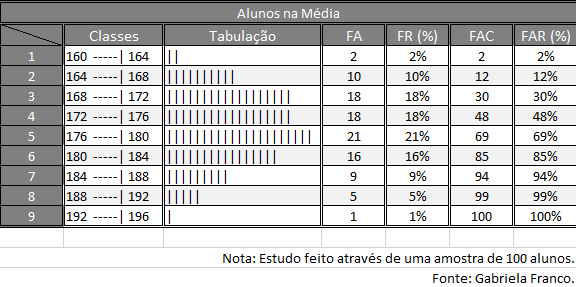 Alunos na Média
Classes Tabulação FA FR (%) FAC FAR (%)
1 160 -----| 164 || 2 2% 2 2%
2 164 -----| 168 |||||||||| 10 10% 12 12%
3 168 -----| 172 |||||||||||||||||| 18 18% 30 30%
4 172 -----| 176 |||||||||||||||||| 18 18% 48 48%
5 176 -----| 180 ||||||||||||||||||||| 21 21% 69 69%
6 180 -----| 184 |||||||||||||||| 16 16% 85 85%
7 184 -----| 188 ||||||||| 9 9% 94 94%
8 188 -----| 192 ||||| 5 5% 99 99%
9 192 -----| 196 | 1 1% 100 100%
Nota: Estudo feito através de uma amostra de 100 alunos.
Fonte: Gabriela Franco.